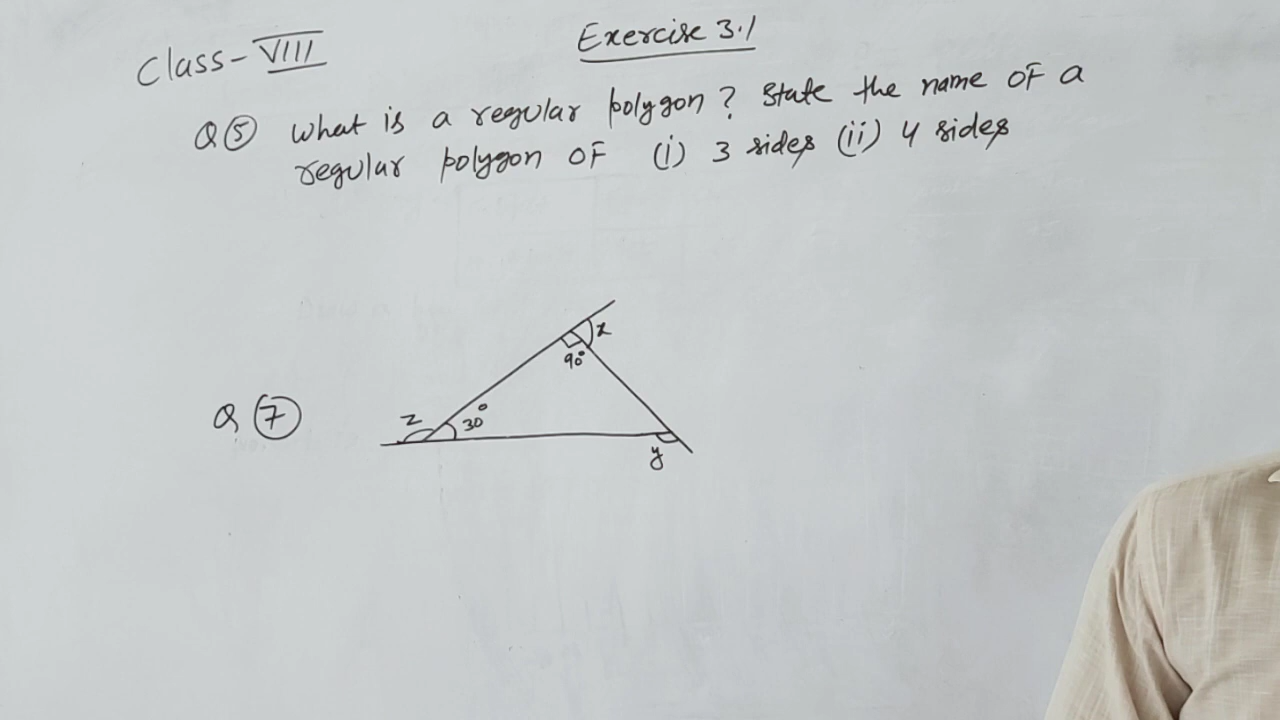 Class-VIII
Exercise 3.1
Q ⑤ What is a regular polygon? State the name OF a
regular polygon OF (i) 3 sides (ii) 4 sides
x
90°
Q ⑦
z
30°
y